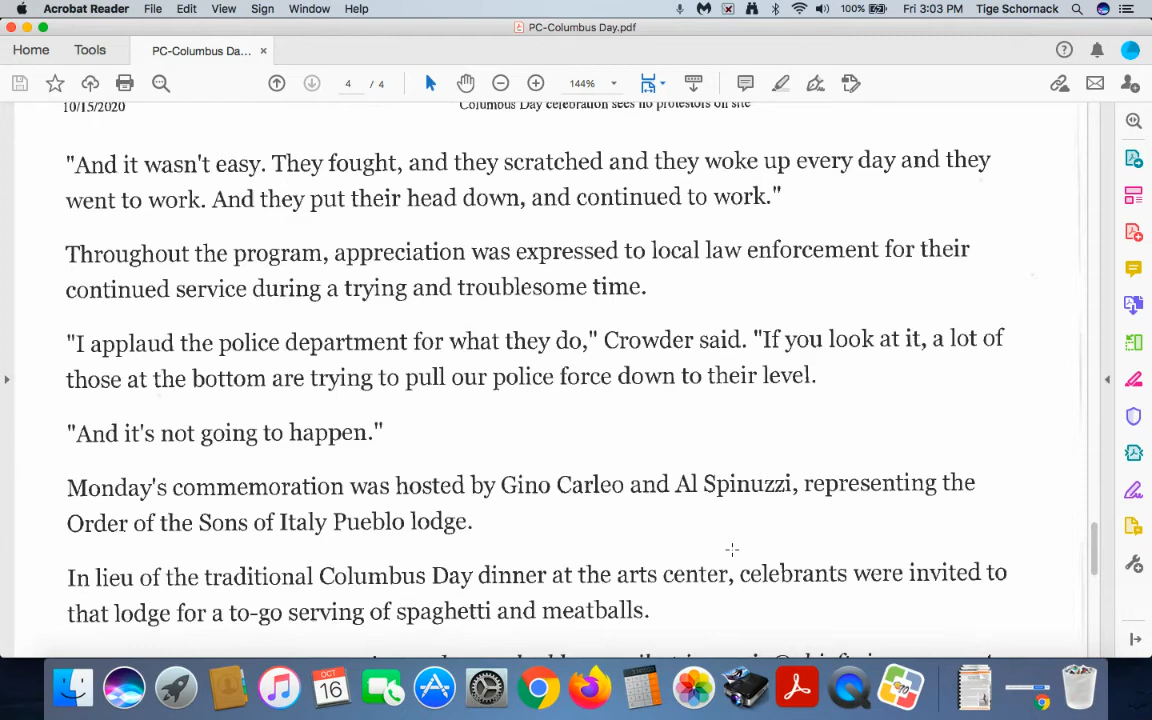 Acrobat Reader File Edit View Sign Window Help 100% Fri 3:03 PM Tige Schornack
PC-Columbus Day.pdf
Home Tools PC-Columbus Da... ×
4 / 4 144%
10/15/2020 Columbus Day celebration sees no protestors on site
"And it wasn't easy. They fought, and they scratched and they woke up every day and they
went to work. And they put their head down, and continued to work."
Throughout the program, appreciation was expressed to local law enforcement for their
continued service during a trying and troublesome time.
"I applaud the police department for what they do," Crowder said. "If you look at it, a lot of
those at the bottom are trying to pull our police force down to their level.
"And it's not going to happen."
Monday's commemoration was hosted by Gino Carleo and Al Spinuzzi, representing the
Order of the Sons of Italy Pueblo lodge.
In lieu of the traditional Columbus Day dinner at the arts center, celebrants were invited to
that lodge for a to-go serving of spaghetti and meatballs.
OCT
16